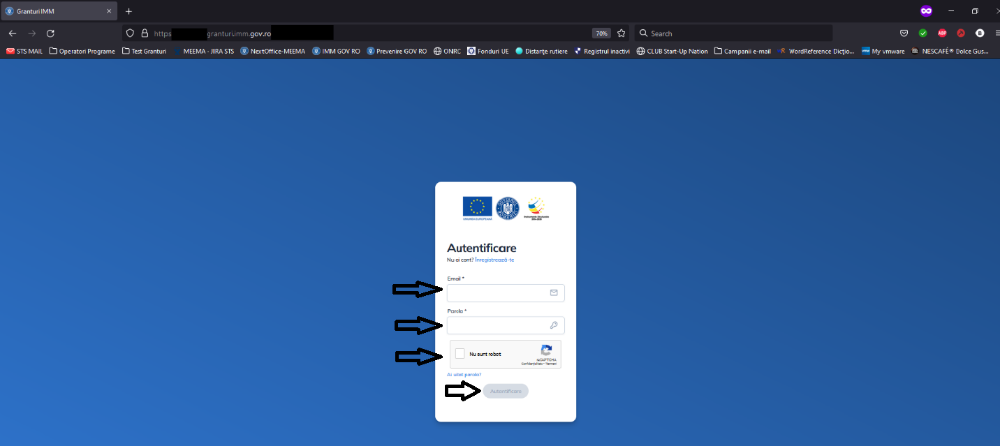 Granturi IMM
https granturi.imm.gov.ro 70% Search
STS MAIL Operatori Programe Test Granturi MEEMA - JIRA STS NextOffice-MEEMA IMM GOV RO Prevenire GOV RO ONRC Fonduri UE Distanțe rutiere Registrul inactivi CLUB Start-Up Nation Campanii e-mail WordReference Dicțio... My vmware NESCAFÉ® Dolce Gus...
UNIUNEA EUROPEANĂ GUVERNUL ROMÂNIEI Instrumente Structurale
2014-2020
Autentificare
Nu ai cont? Înregistrează-te
Email *
Parola *
Nu sunt robot
reCAPTCHA
Confidențialitate - Termeni
Ai uitat parola?
Autentificare